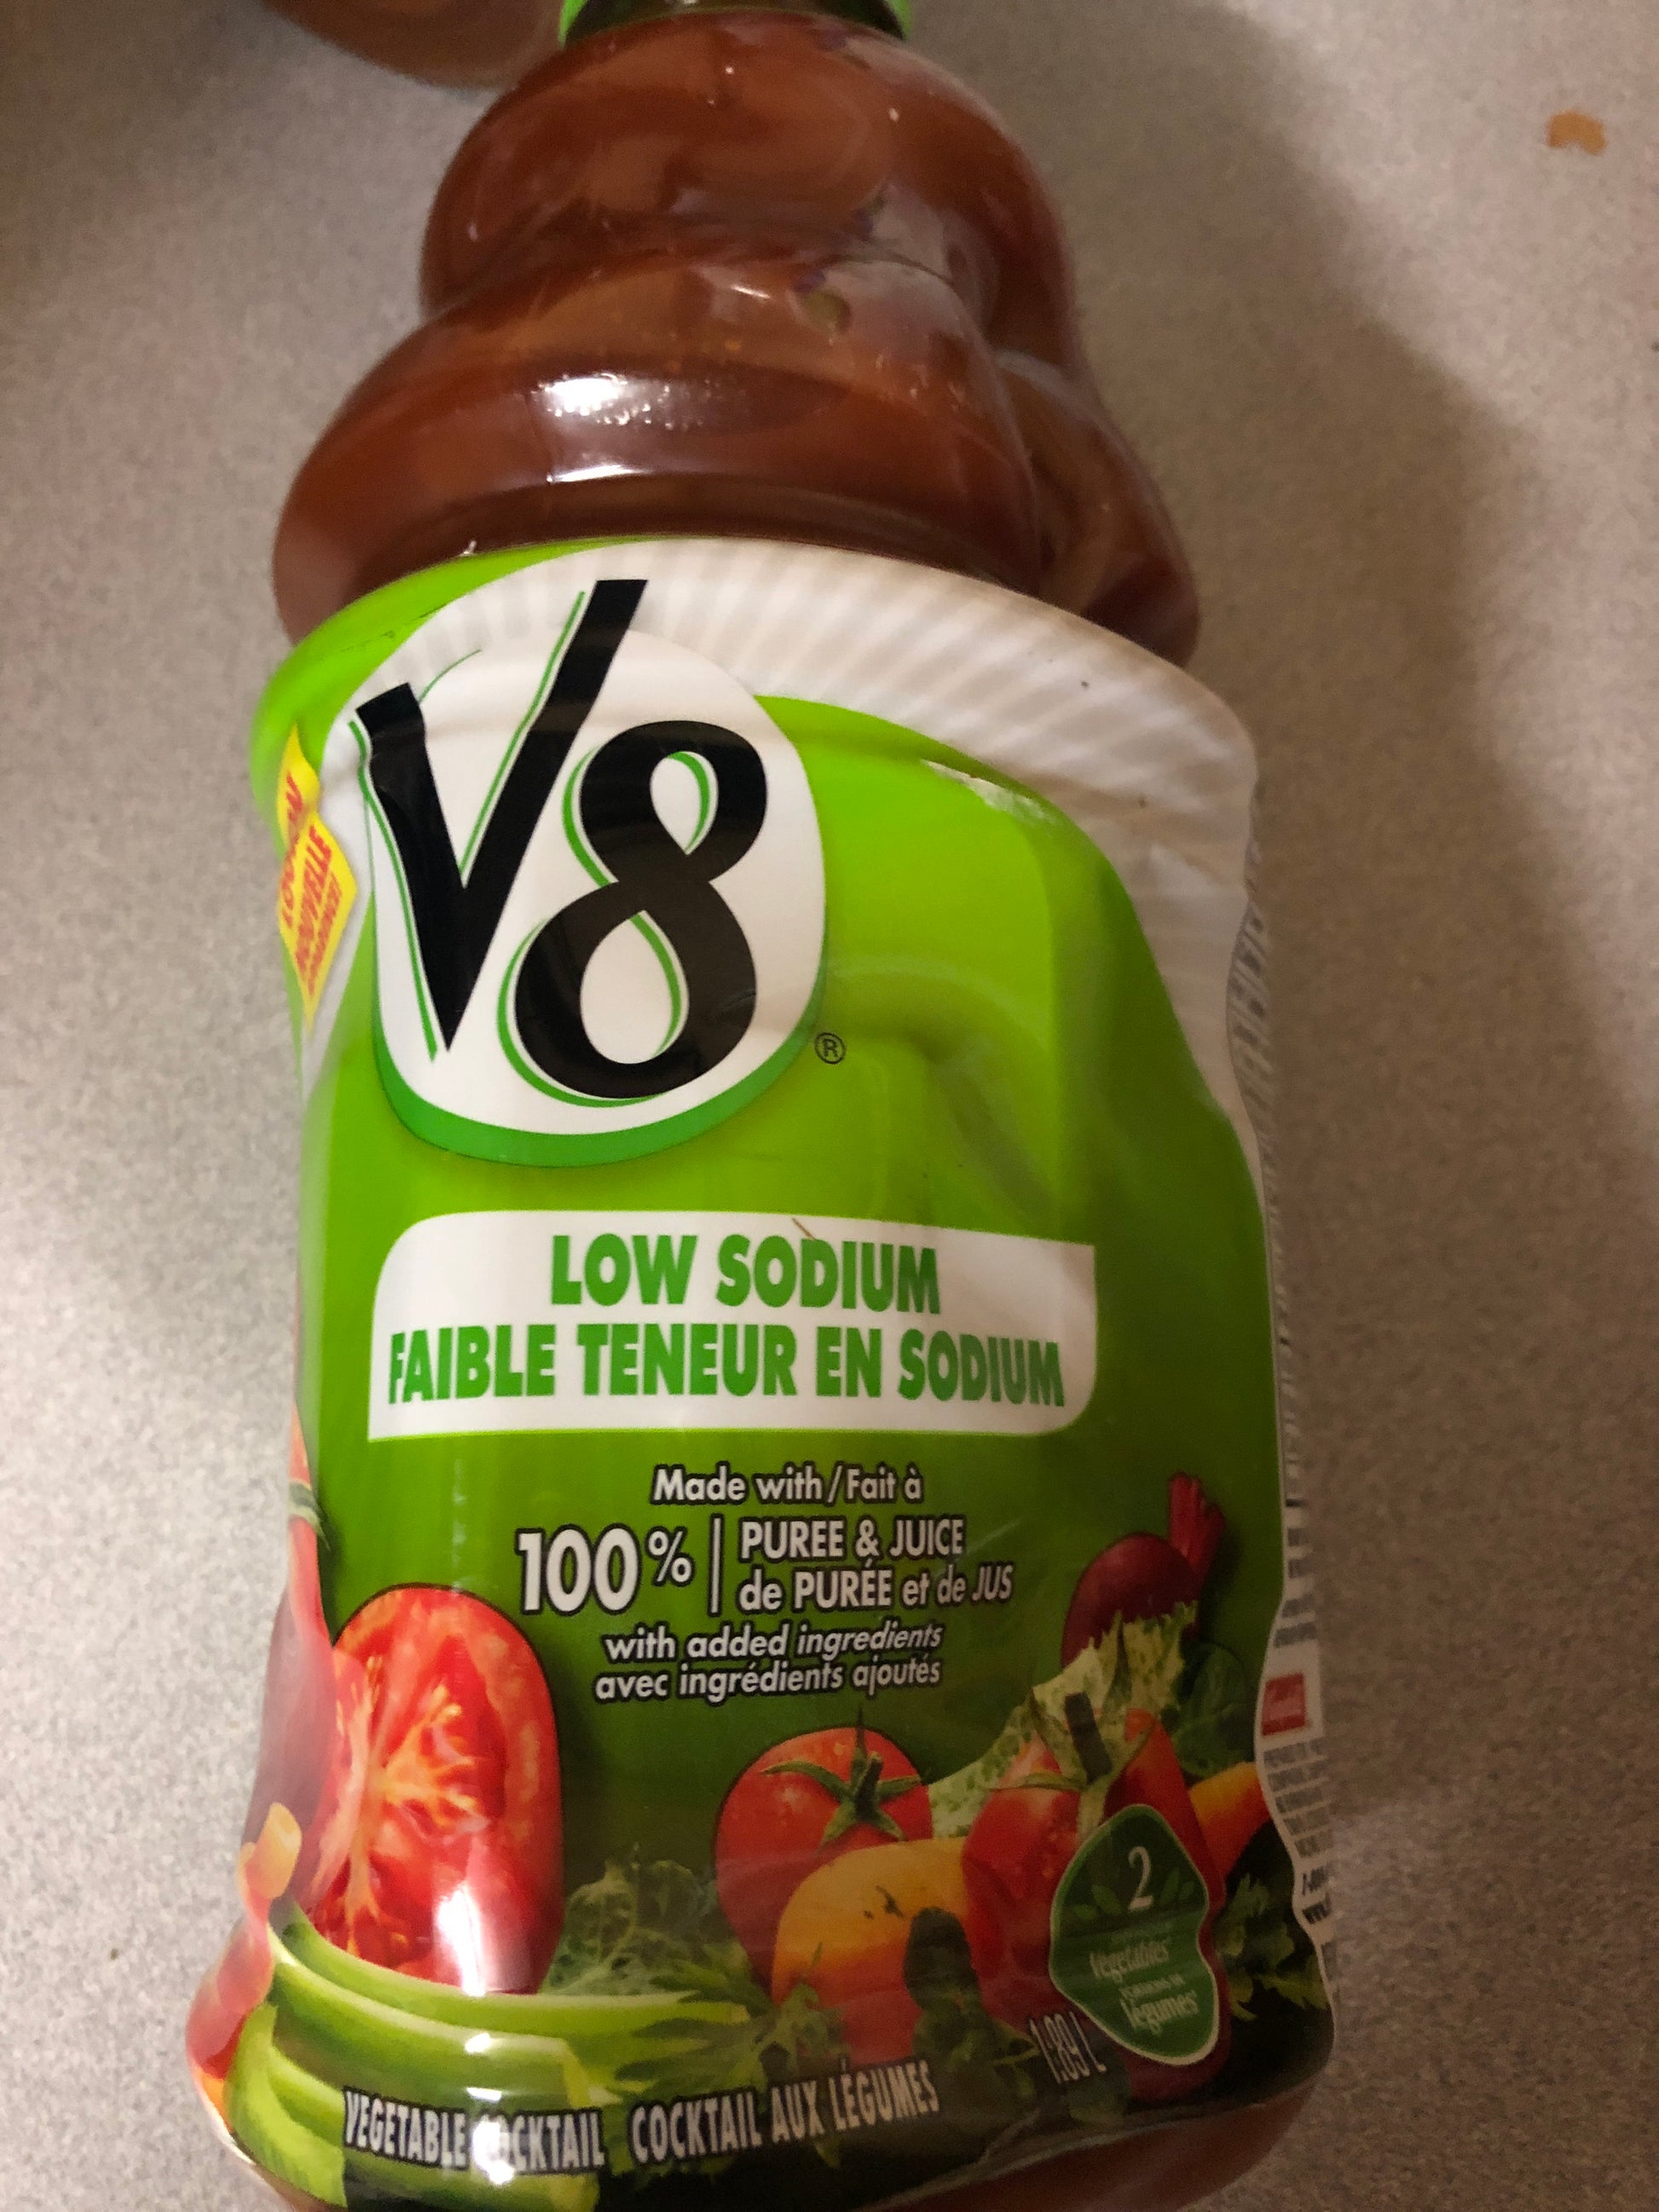 NOUVELLE
V8
®
LOW SODIUM
FAIBLE TENEUR EN SODIUM
Made with/Fait à
100% | PUREE & JUICE
de PURÉE et de JUS
with added ingredients
avec ingrédients ajoutés
2
Vegetables
Légumes
1.89 L
VEGETABLE COCKTAIL COCKTAIL AUX LÉGUMES